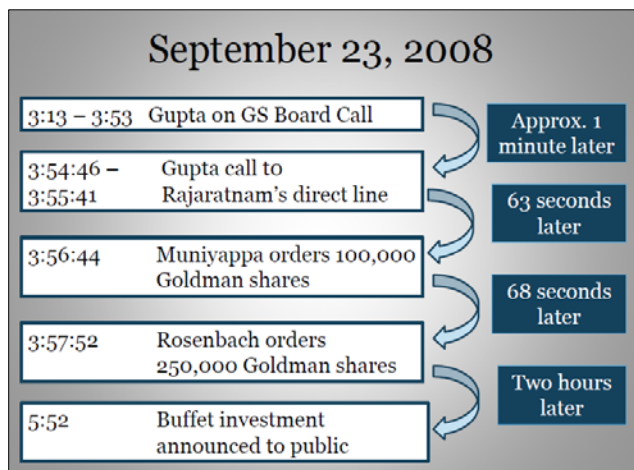 September 23, 2008
3:13 – 3:53 Gupta on GS Board Call
Approx. 1
minute later
3:54:46 – Gupta call to
3:55:41 Rajaratnam's direct line
63 seconds
later
3:56:44 Muniyappa orders 100,000
Goldman shares
68 seconds
later
3:57:52 Rosenbach orders
250,000 Goldman shares
Two hours
later
5:52 Buffet investment
announced to public